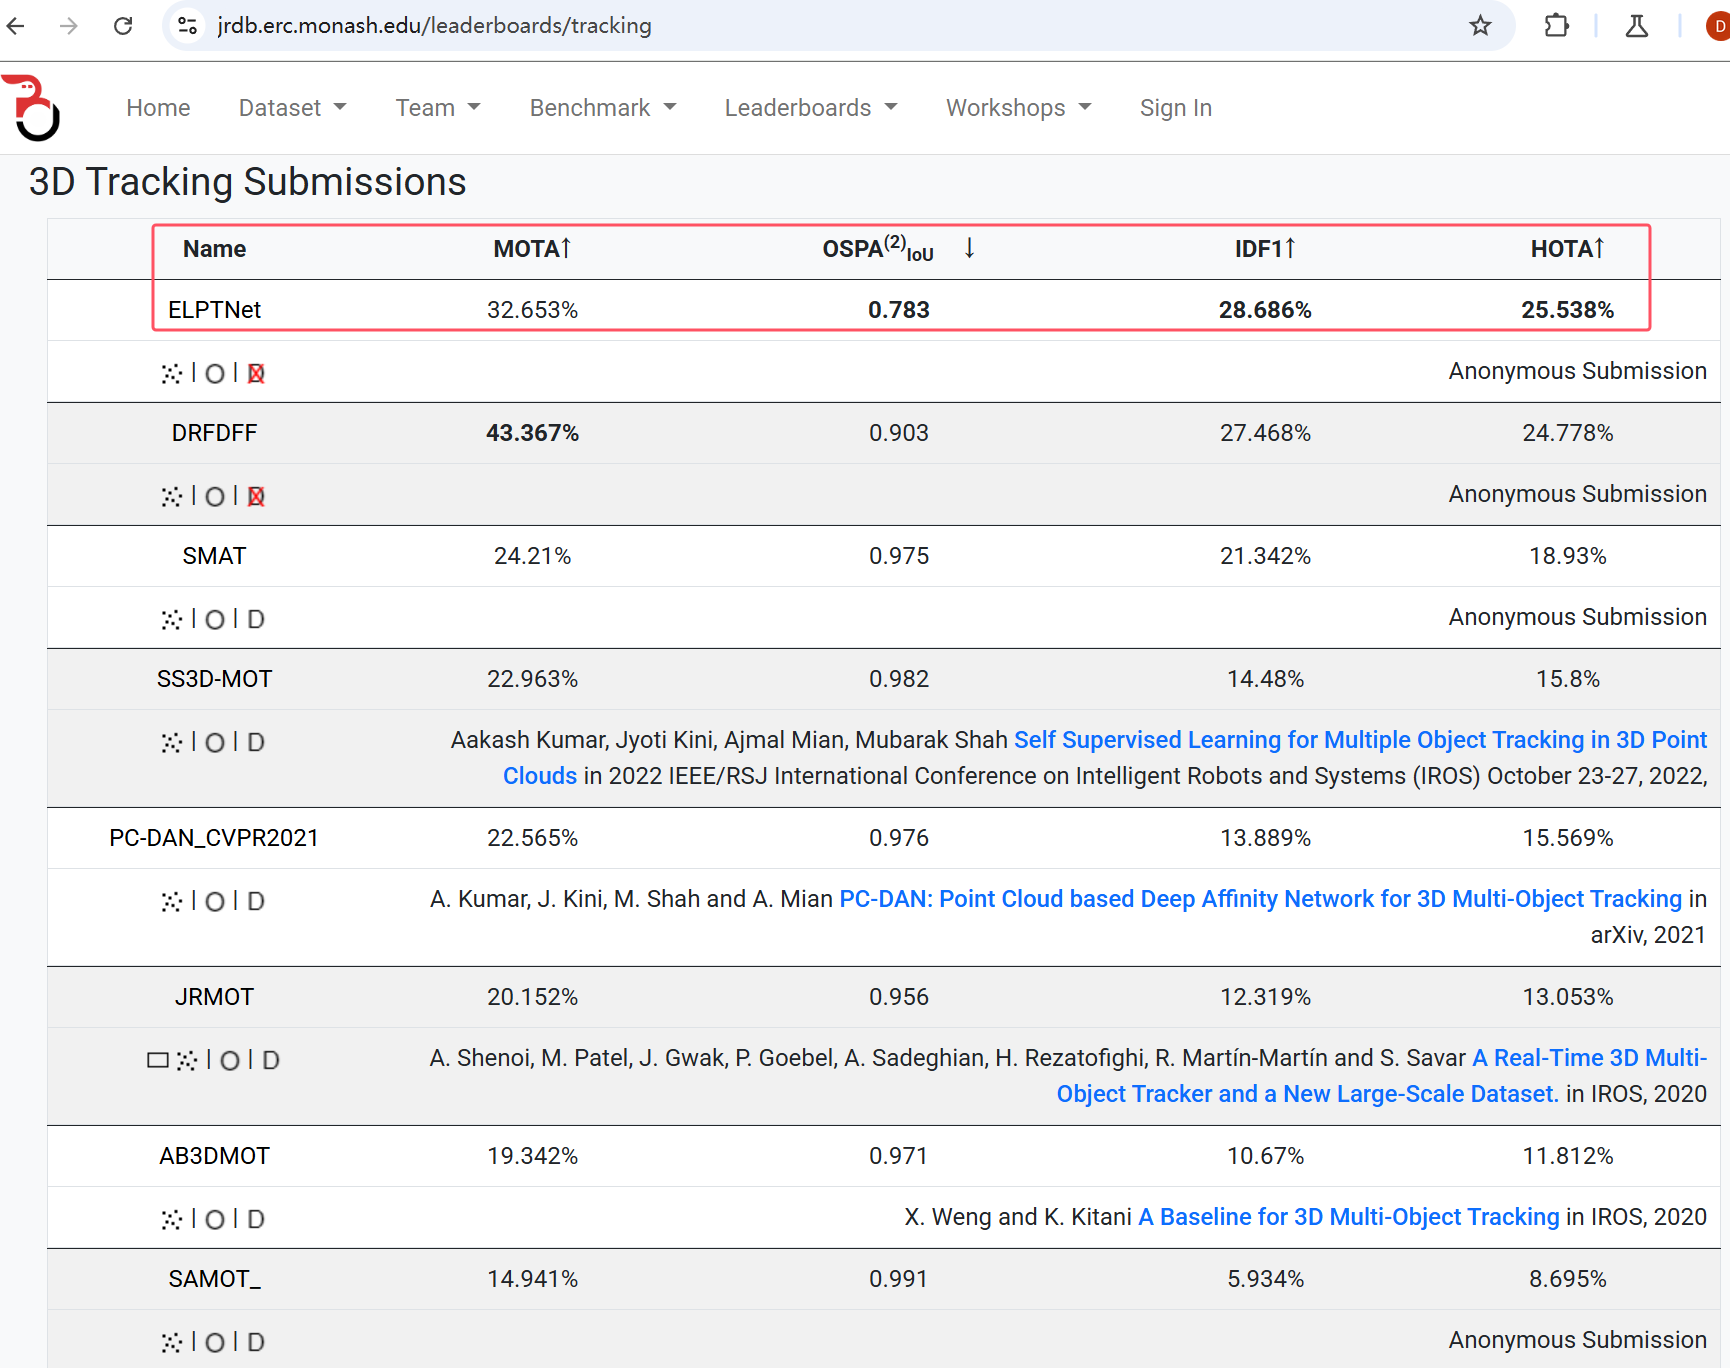 jrdb.erc.monash.edu/leaderboards/tracking
D
Home Dataset Team Benchmark Leaderboards Workshops Sign In
3D Tracking Submissions
Name MOTA↑ OSPA(2)IoU ↓ IDF1↑ HOTA↑
ELPTNet 32.653% 0.783 28.686% 25.538%
| O | D Anonymous Submission
DRFDFF 43.367% 0.903 27.468% 24.778%
| O | D Anonymous Submission
SMAT 24.21% 0.975 21.342% 18.93%
| O | D Anonymous Submission
SS3D-MOT 22.963% 0.982 14.48% 15.8%
| O | D Aakash Kumar, Jyoti Kini, Ajmal Mian, Mubarak Shah Self Supervised Learning for Multiple Object Tracking in 3D Point
Clouds in 2022 IEEE/RSJ International Conference on Intelligent Robots and Systems (IROS) October 23-27, 2022,
PC-DAN_CVPR2021 22.565% 0.976 13.889% 15.569%
| O | D A. Kumar, J. Kini, M. Shah and A. Mian PC-DAN: Point Cloud based Deep Affinity Network for 3D Multi-Object Tracking in
arXiv, 2021
JRMOT 20.152% 0.956 12.319% 13.053%
| O | D A. Shenoi, M. Patel, J. Gwak, P. Goebel, A. Sadeghian, H. Rezatofighi, R. Martín-Martín and S. Savar A Real-Time 3D Multi-
Object Tracker and a New Large-Scale Dataset. in IROS, 2020
AB3DMOT 19.342% 0.971 10.67% 11.812%
| O | D X. Weng and K. Kitani A Baseline for 3D Multi-Object Tracking in IROS, 2020
SAMOT_ 14.941% 0.991 5.934% 8.695%
| O | D Anonymous Submission